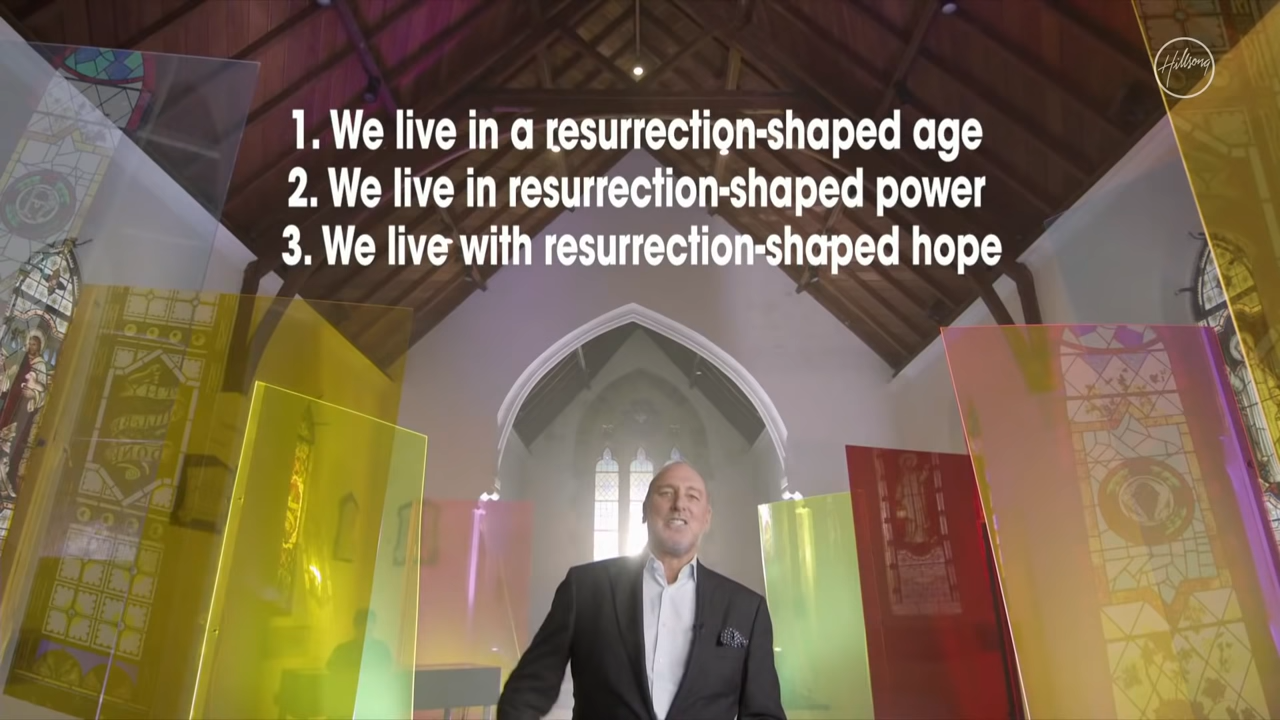 Hillsong
1. We live in a resurrection-shaped age
2. We live in resurrection-shaped power
3. We live with resurrection-shaped hope